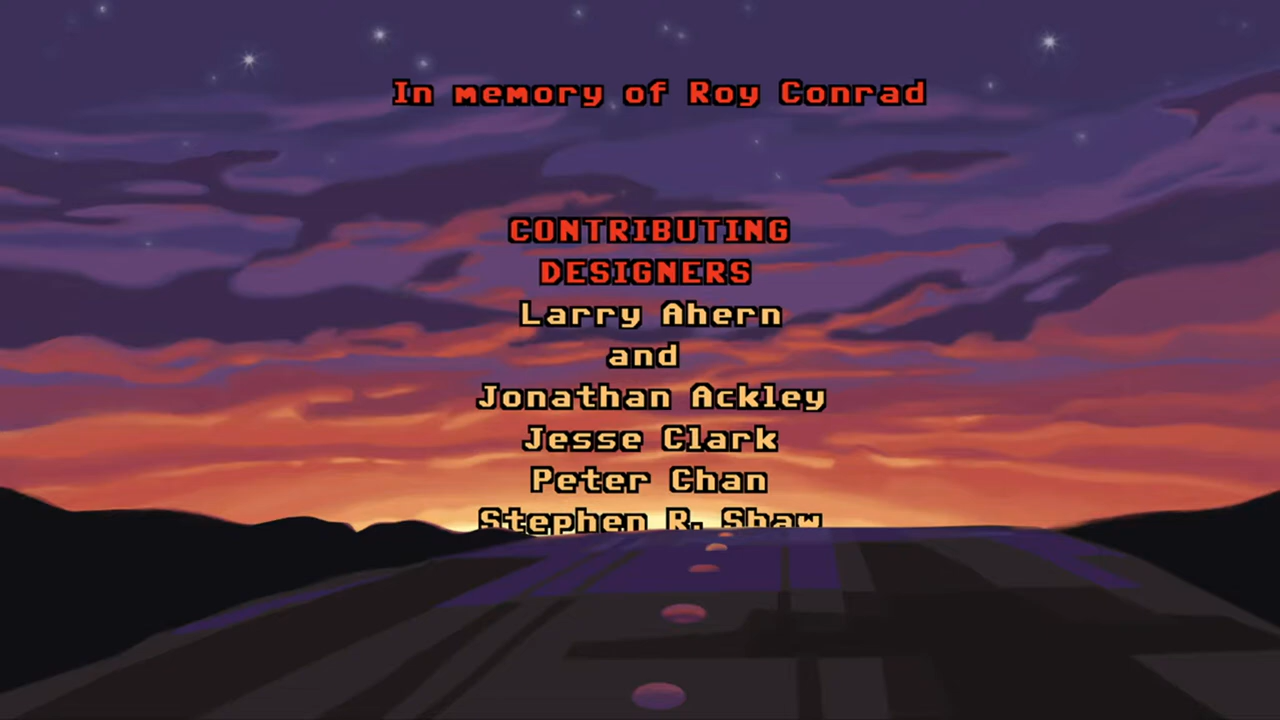 In memory of Roy Conrad
CONTRIBUTING
DESIGNERS
Larry Ahern
and
Jonathan Ackley
Jesse Clark
Peter Chan
Stephen R. Shaw